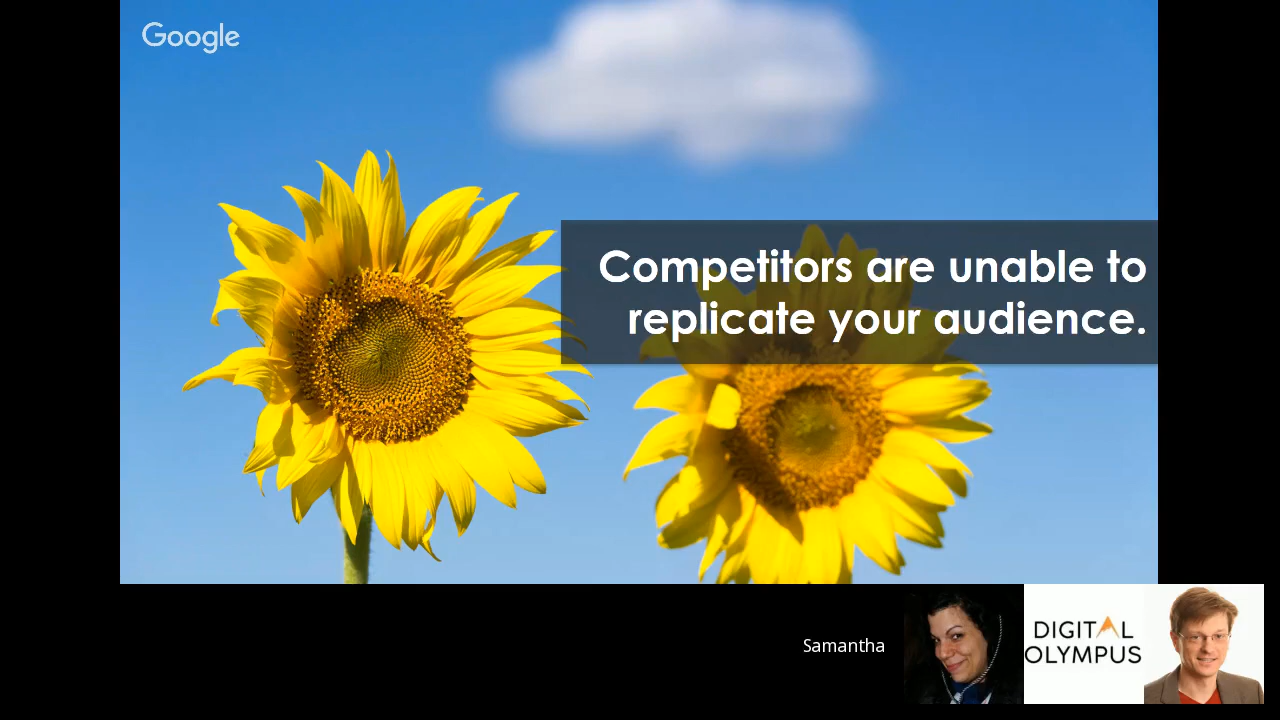 Google
Competitors are unable to
replicate your audience.
Samantha
DIGITAL
OLYMPUS